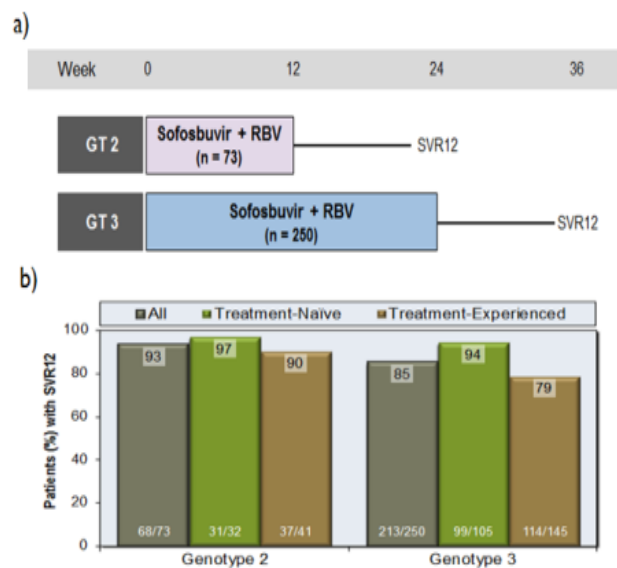 a)
Week 0 12 24 36
GT 2
Sofosbuvir + RBV
(n = 73)
SVR12
GT 3
Sofosbuvir + RBV
(n = 250)
SVR12
b)
All Treatment-Naïve Treatment-Experienced
Patients (%) with SVR12
100
80
60
40
20
0
93 97 90 85 94 79
68/73 31/32 37/41 213/250 99/105 114/145
Genotype 2 Genotype 3